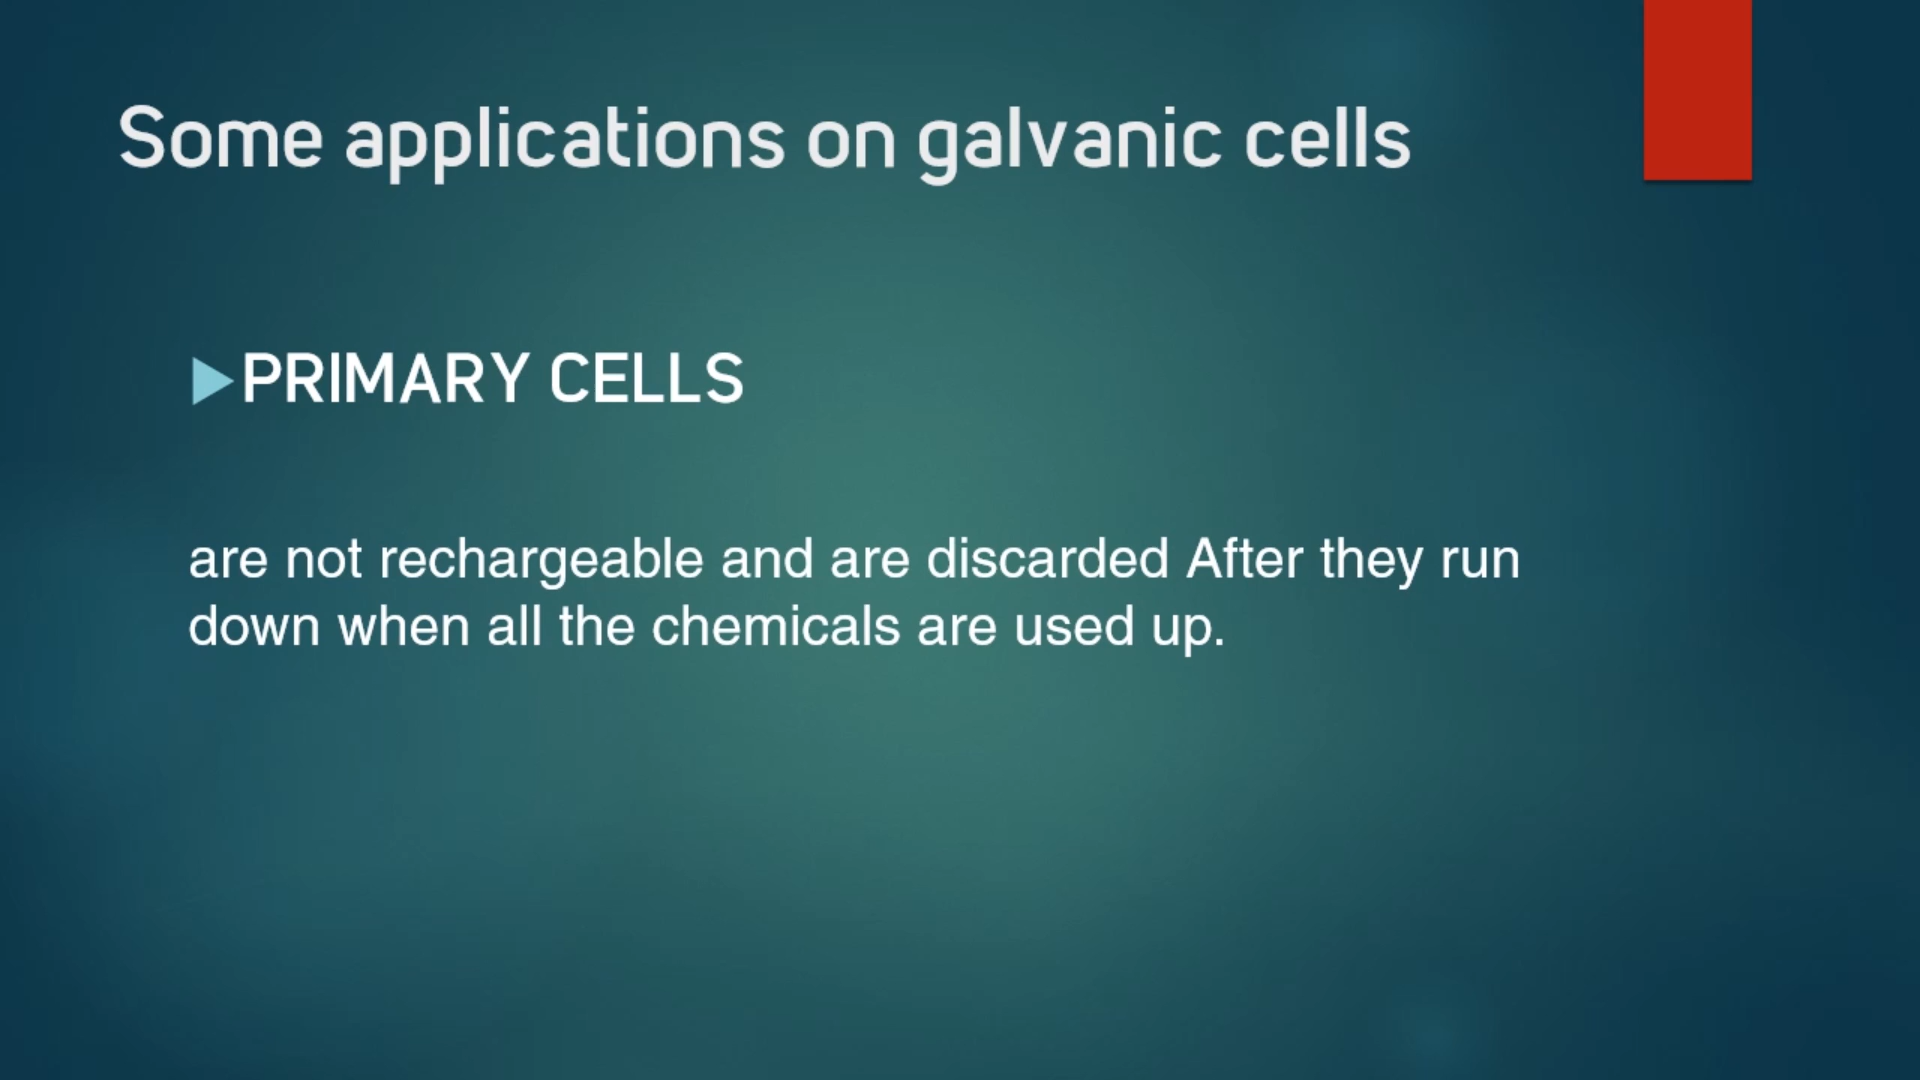 Some applications on galvanic cells
PRIMARY CELLS
are not rechargeable and are discarded After they run
down when all the chemicals are used up.